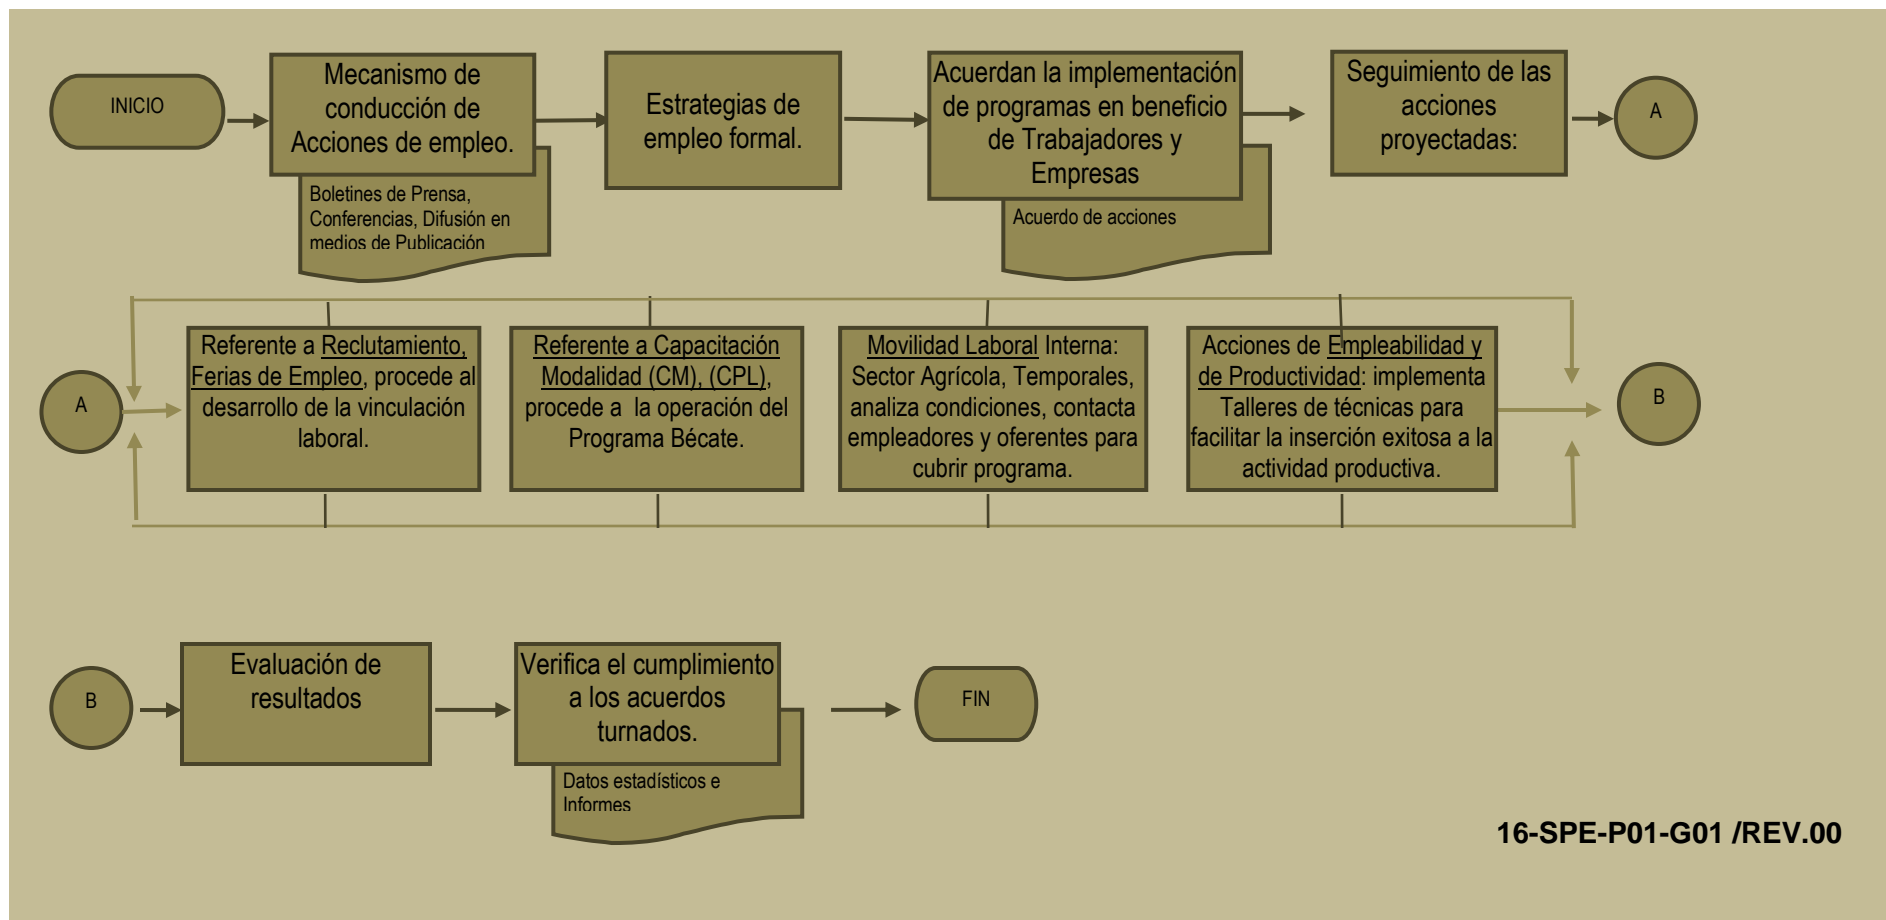 INICIO
Mecanismo de
conducción de
Acciones de empleo.
Boletines de Prensa,
Conferencias, Difusión en
medios de Publicación
Estrategias de
empleo formal.
Acuerdan la implementación
de programas en beneficio
de Trabajadores y
Empresas
Acuerdo de acciones
Seguimiento de las
acciones
proyectadas:
A
A
Referente a Reclutamiento,
Ferias de Empleo, procede al
desarrollo de la vinculación
laboral.
Referente a Capacitación
Modalidad (CM), (CPL),
procede a  la operación del
Programa Bécate.
Movilidad Laboral Interna:
Sector Agrícola, Temporales,
analiza condiciones, contacta
empleadores y oferentes para
cubrir programa.
Acciones de Empleabilidad y
de Productividad: implementa
Talleres de técnicas para
facilitar la inserción exitosa a la
actividad productiva.
B
B
Evaluación de
resultados
Verifica el cumplimiento
a los acuerdos
turnados.
Datos estadísticos e
Informes
FIN
16-SPE-P01-G01 /REV.00